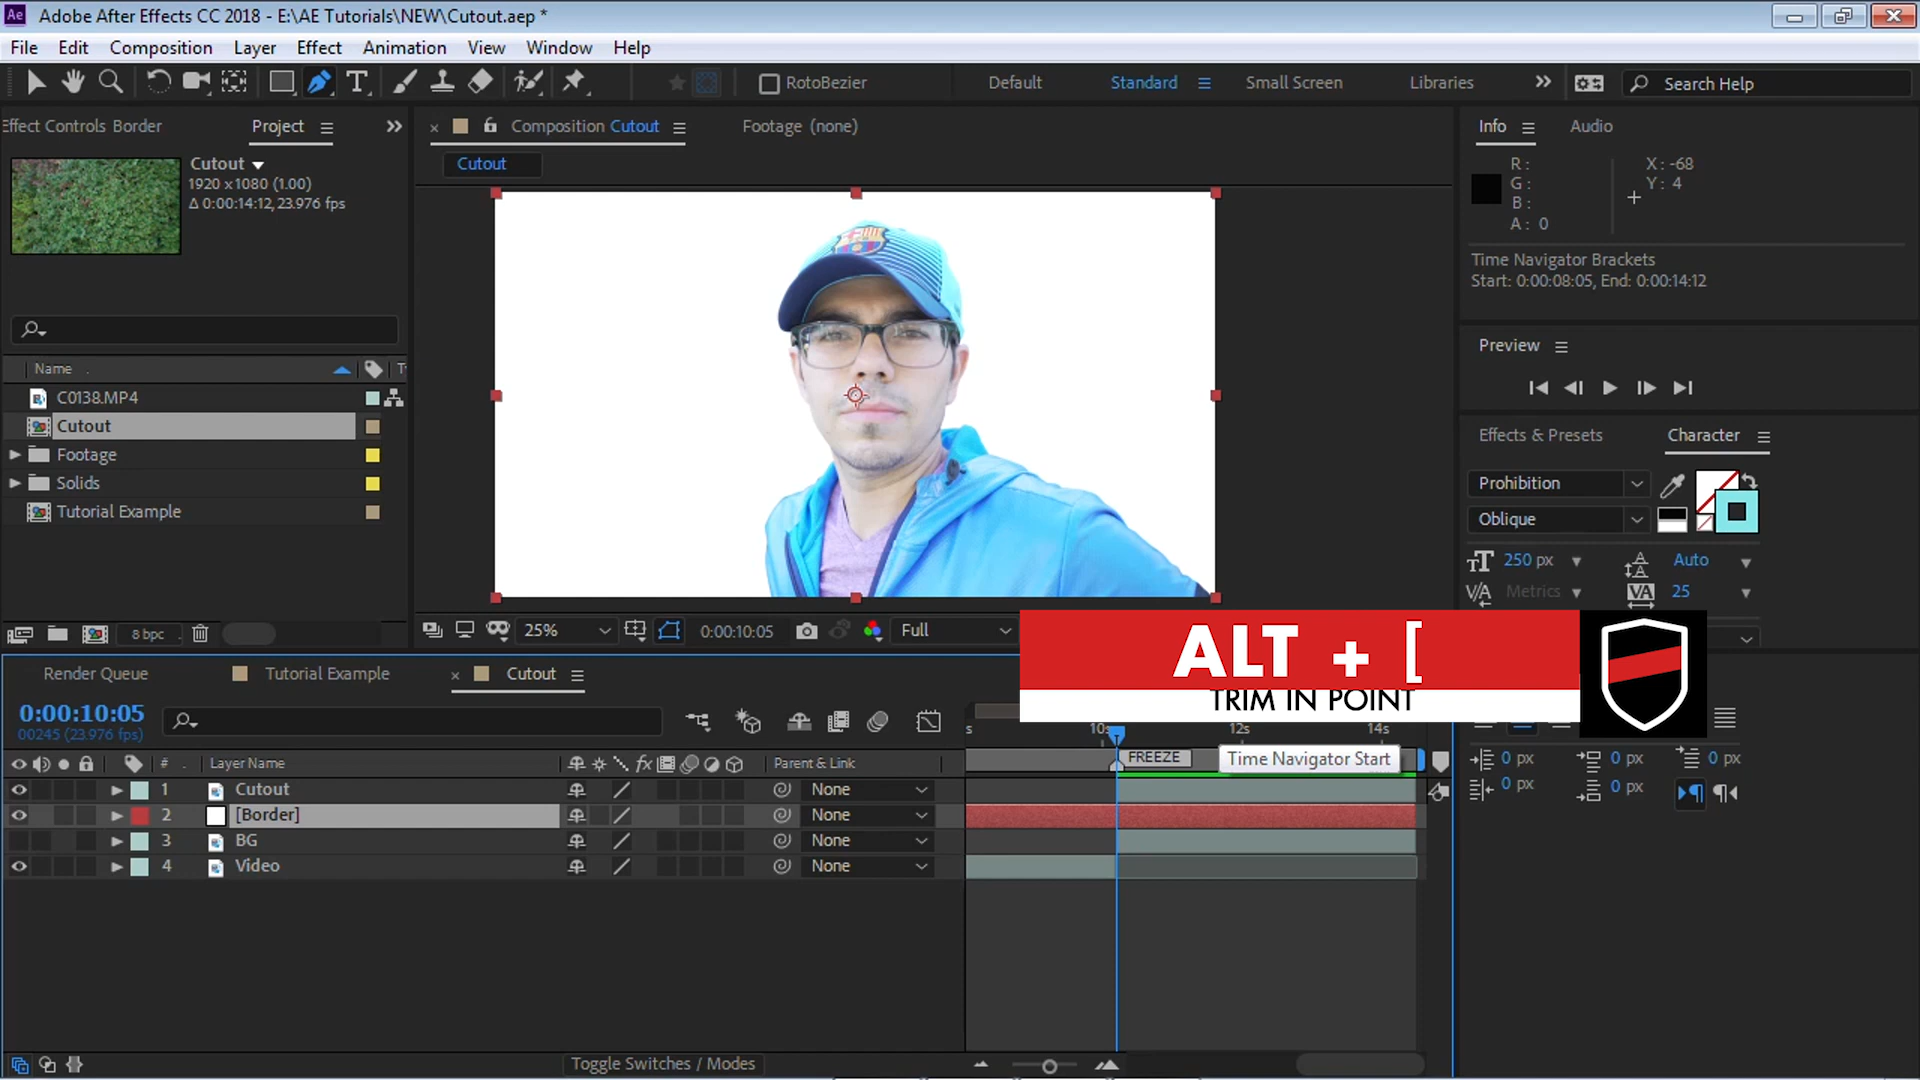 Ae Adobe After Effects CC 2018 - E:\AE Tutorials\NEW\Cutout.aep *
File Edit Composition Layer Effect Animation View Window Help
RotoBezier Default Standard Small Screen Libraries Search Help
Effect Controls Border Project
Composition Cutout Footage (none)
Info Audio
Cutout
1920 x 1080 (1.00)
Δ 0:00:14:12, 23.976 fps
Cutout
R :
G :
B :
A : 0
X : -68
Y : 4
Time Navigator Brackets
Start: 0:00:08:05, End: 0:00:14:12
Preview
Name
C0138.MP4
Cutout
Footage
Solids
Tutorial Example
Effects & Presets Character
Prohibition
Oblique
250 px Auto
Metrics 25
8 bpc
25% 0:00:10:05 Full
ALT + [
TRIM IN POINT
Render Queue Tutorial Example Cutout
0:00:10:05
00245 (23.976 fps)
10s 12s 14s
FREEZE Time Navigator Start
# Layer Name fx Parent & Link
1 Cutout None
2 [Border] None
3 BG None
4 Video None
0 px 0 px 0 px
0 px 0 px
Toggle Switches / Modes